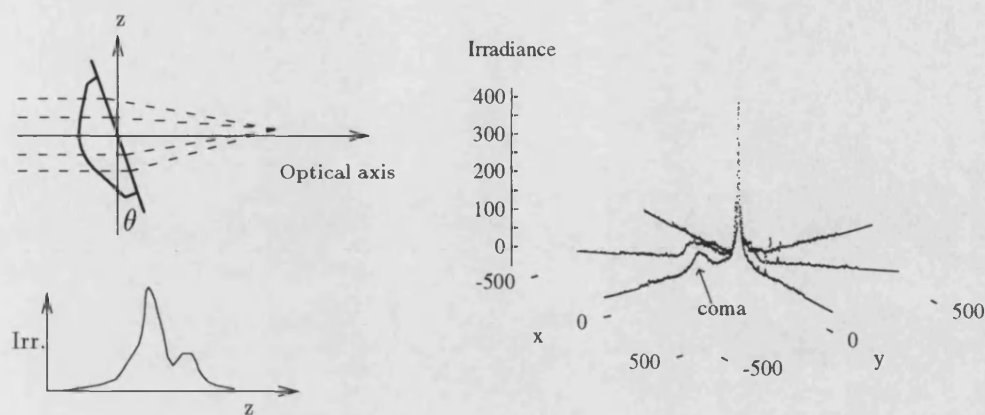 z
θ
Optical axis
Irr.
z
Irradiance
400
300
200
100
0
-500
0
500
x
coma
-500
0
500
y